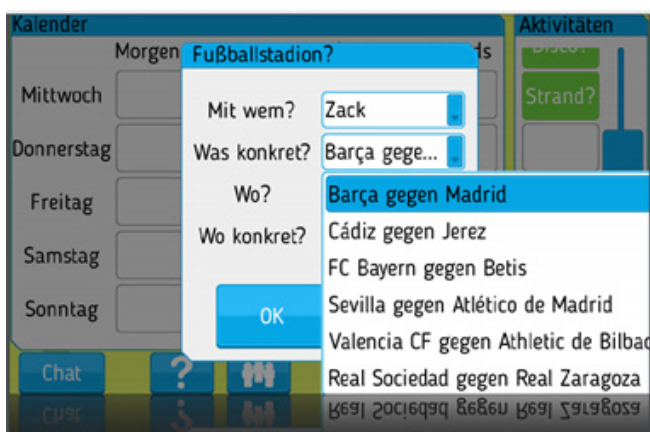 Kalender
Aktivitäten
Morgen
Fußballstadion?
Disco?
Mittwoch
Mit wem?
Zack
Strand?
Donnerstag
Was konkret?
Barça gege...
Freitag
Wo?
Barça gegen Madrid
Wo konkret?
Cádiz gegen Jerez
Samstag
FC Bayern gegen Betis
Sonntag
OK
Sevilla gegen Atlético de Madrid
Valencia CF gegen Athletic de Bilbao
Chat
?
Real Sociedad gegen Real Zaragoza